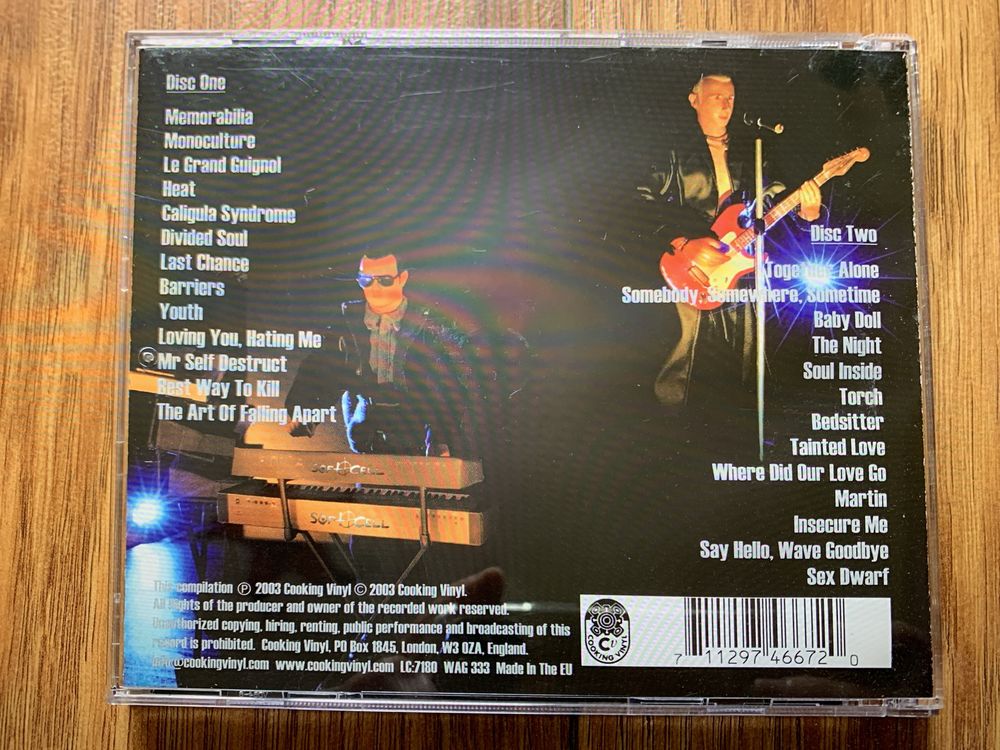 Disc One
Memorabilia
Monoculture
Le Grand Guignol
Heat
Caligula Syndrome
Divided Soul
Last Chance
Barriers
Youth
Loving You, Hating Me
Mr Self Destruct
Best Way To Kill
The Art Of Falling Apart
Disc Two
Together Alone
Somebody, Somewhere, Sometime
Baby Doll
The Night
Soul Inside
Torch
Bedsitter
Tainted Love
Where Did Our Love Go
Martin
Insecure Me
Say Hello, Wave Goodbye
Sex Dwarf
SOFT CELL
SOFT CELL
This compilation ℗ 2003 Cooking Vinyl © 2003 Cooking Vinyl.
All rights of the producer and owner of the recorded work reserved.
Unauthorized copying, hiring, renting, public performance and broadcasting of this
record is prohibited. Cooking Vinyl, PO Box 1845, London, W3 0ZA, England.
info@cookingvinyl.com www.cookingvinyl.com LC:7180 WAG 333 Made In The EU
COOKING VINYL
7 11297 46672 0